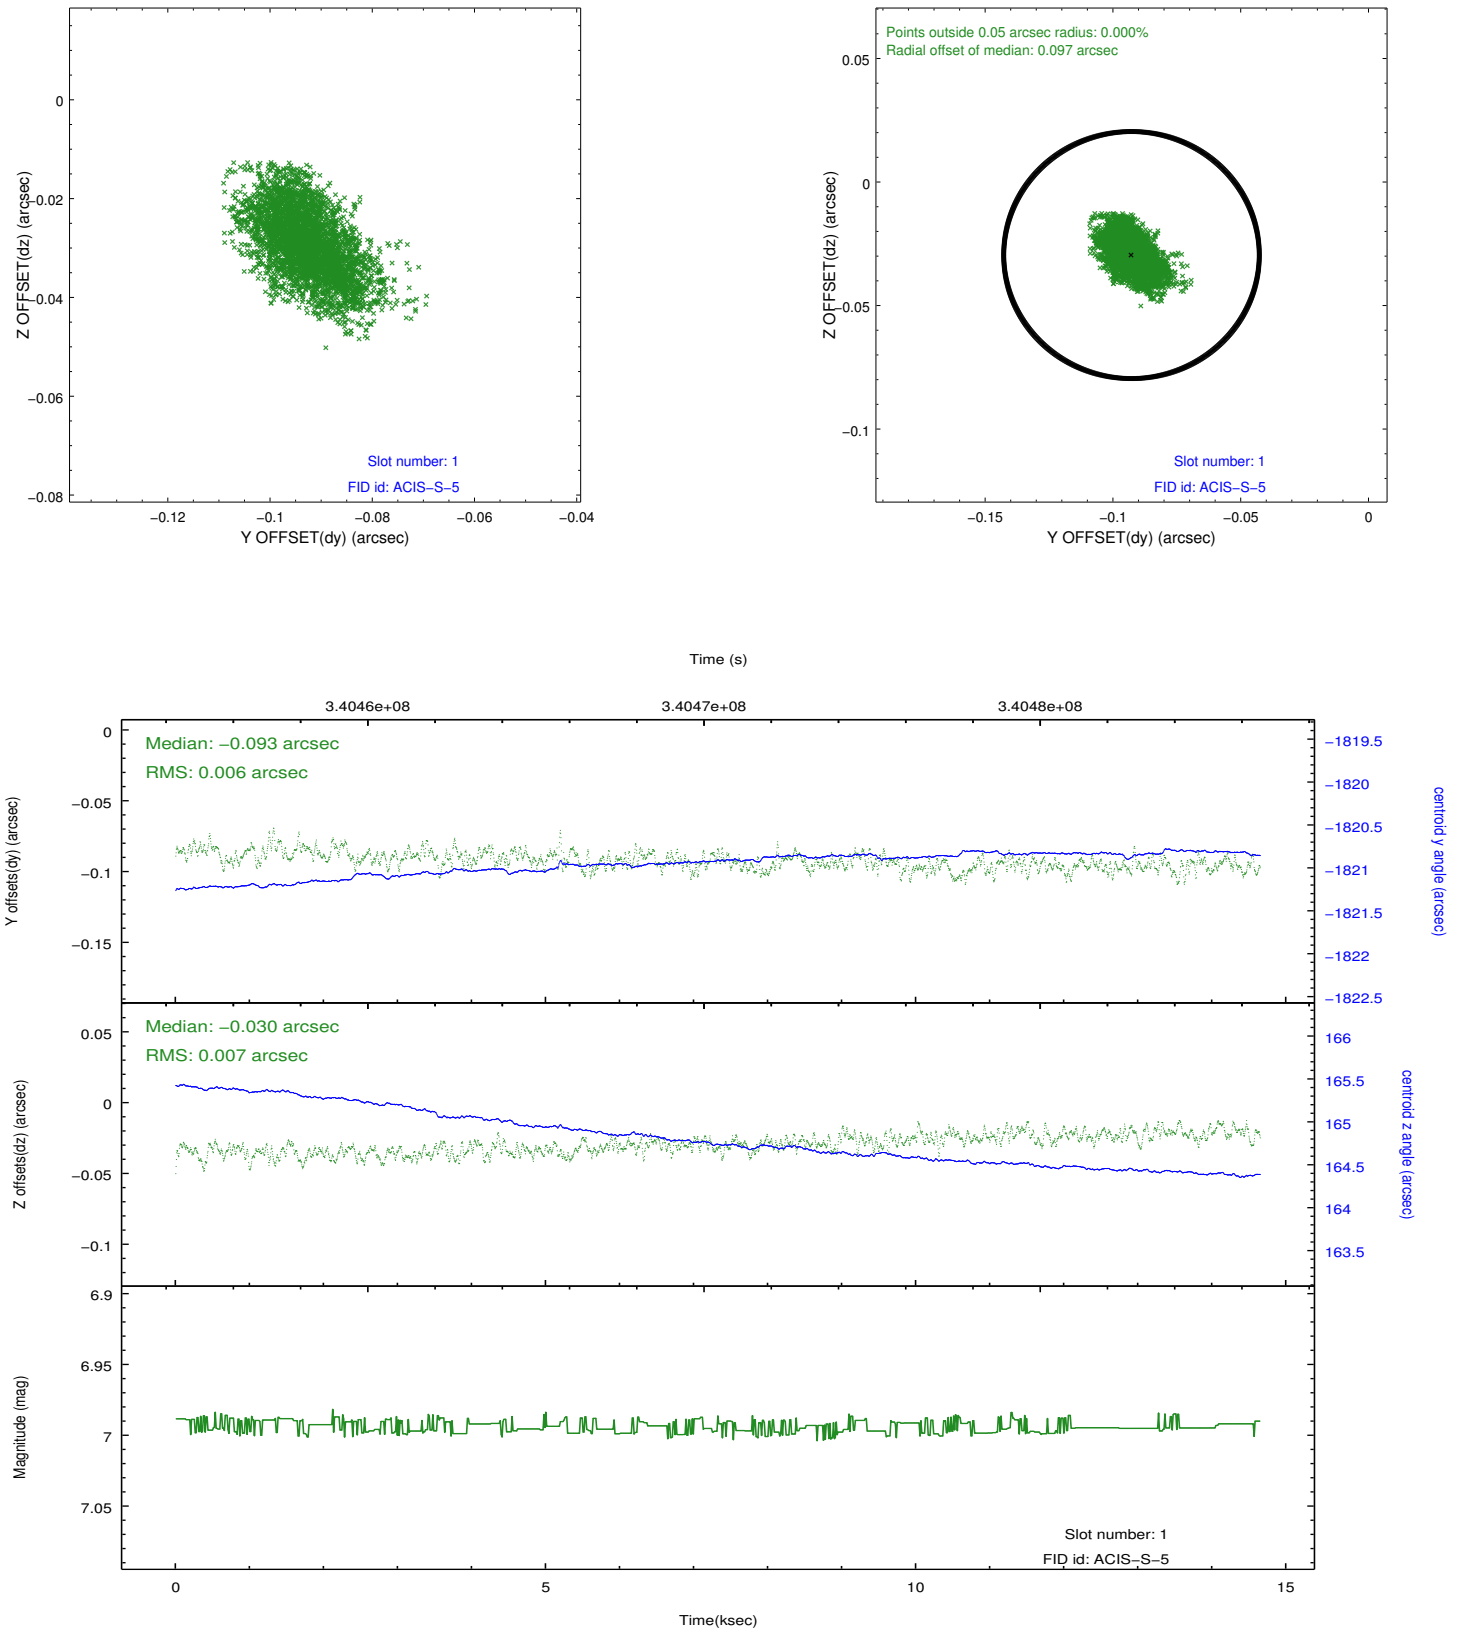 0
−0.02
−0.04
−0.06
−0.08
Z OFFSET(dz) (arcsec)
−0.12
−0.1
−0.08
−0.06
−0.04
Y OFFSET(dy) (arcsec)
Slot number: 1
FID id: ACIS−S−5
Points outside 0.05 arcsec radius: 0.000%
Radial offset of median: 0.097 arcsec
0.05
0
−0.05
−0.1
Z OFFSET(dz) (arcsec)
−0.15
−0.1
−0.05
0
Y OFFSET(dy) (arcsec)
Slot number: 1
FID id: ACIS−S−5
Time (s)
3.4046e+08
3.4047e+08
3.4048e+08
Median: −0.093 arcsec
RMS: 0.006 arcsec
0
−0.05
−0.1
−0.15
Y offsets(dy) (arcsec)
−1819.5
−1820
−1820.5
−1821
−1821.5
−1822
−1822.5
centroid y angle (arcsec)
Median: −0.030 arcsec
RMS: 0.007 arcsec
0.05
0
−0.05
−0.1
Z offsets(dz) (arcsec)
166
165.5
165
164.5
164
163.5
centroid z angle (arcsec)
6.9
6.95
7
7.05
Magnitude (mag)
Slot number: 1
FID id: ACIS−S−5
0
5
10
15
Time(ksec)